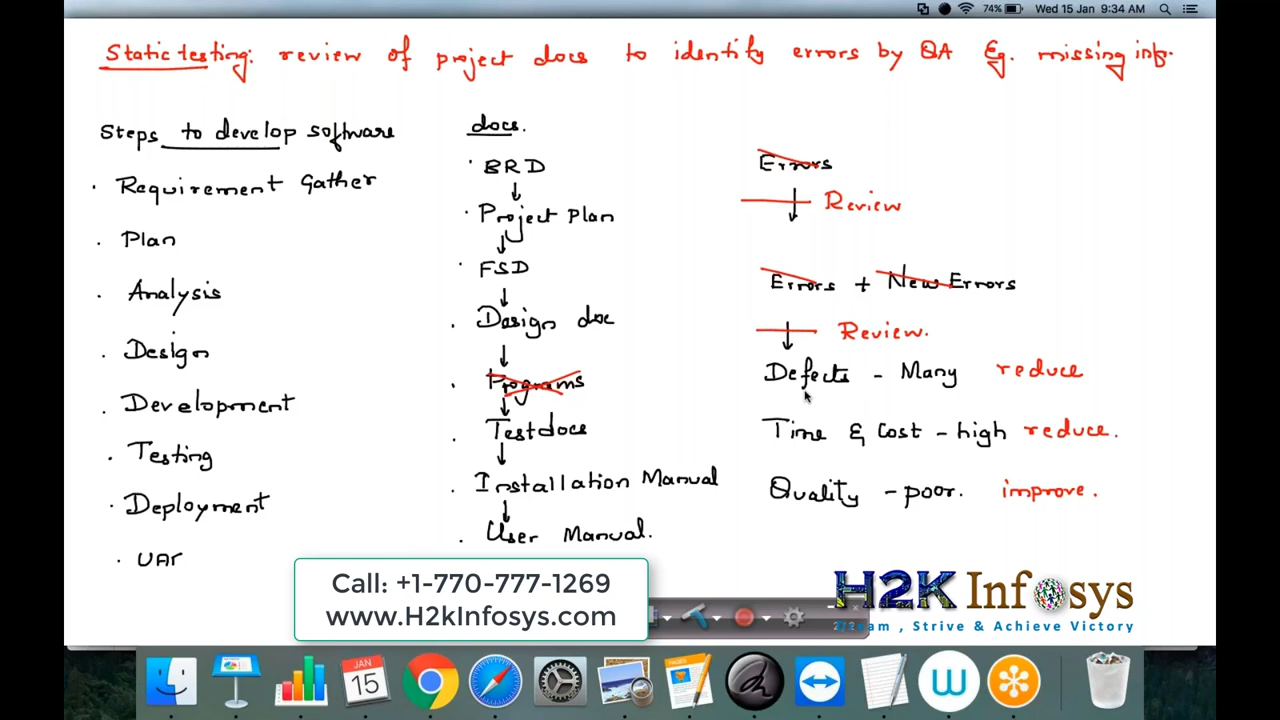 74% Wed 15 Jan 9:34 AM
Static testing: review of project docs to identify errors by QA Eg. missing info.
Steps to develop software
· Requirement Gather
· Plan
· Analysis
· Design
· Development
· Testing
· Deployment
· UAT
docs.
· BRD
· Project Plan
· FSD
· Design doc
· Programs
· Testdocs
· Installation Manual
· User Manual.
Errors
Review
Errors + New Errors
Review.
Defects - Many reduce
Time & Cost - high reduce.
Quality - poor. improve.
Call: +1-770-777-1269
www.H2kInfosys.com
H2K Infosys
Dream , Strive & Achieve Victory
JAN
15
PAGES
W